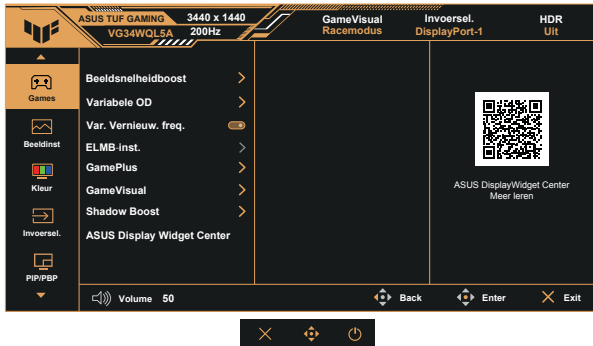 ASUS TUF GAMING 3440 x 1440
VG34WQL5A 200Hz
GameVisual Invoersel. HDR
Racemodus DisplayPort-1 Uit
Games
Beeldinst
Kleur
Invoersel.
PIP/PBP
Beeldsnelheidboost
Variabele OD
Var. Vernieuw. freq.
ELMB-inst.
GamePlus
GameVisual
Shadow Boost
ASUS Display Widget Center
ASUS DisplayWidget Center
Meer leren
Volume 50 Back Enter Exit